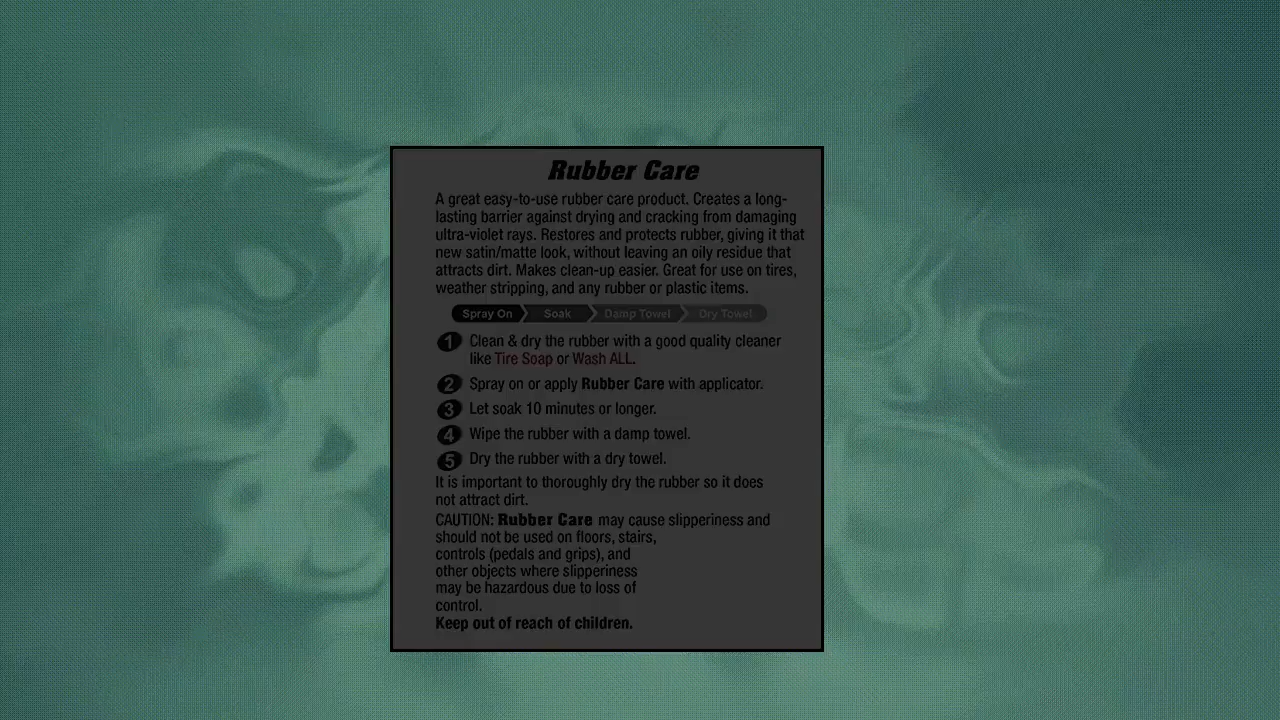 Rubber Care
A great easy-to-use rubber care product. Creates a long-
lasting barrier against drying and cracking from damaging
ultra-violet rays. Restores and protects rubber, giving it that
new satin/matte look, without leaving an oily residue that
attracts dirt. Makes clean-up easier. Great for use on tires,
weather stripping, and any rubber or plastic items.
Spray On Soak Damp Towel Dry Towel
1 Clean & dry the rubber with a good quality cleaner
like Tire Soap or Wash ALL.
2 Spray on or apply Rubber Care with applicator.
3 Let soak 10 minutes or longer.
4 Wipe the rubber with a damp towel.
5 Dry the rubber with a dry towel.
It is important to thoroughly dry the rubber so it does
not attract dirt.
CAUTION: Rubber Care may cause slipperiness and
should not be used on floors, stairs,
controls (pedals and grips), and
other objects where slipperiness
may be hazardous due to loss of
control.
Keep out of reach of children.